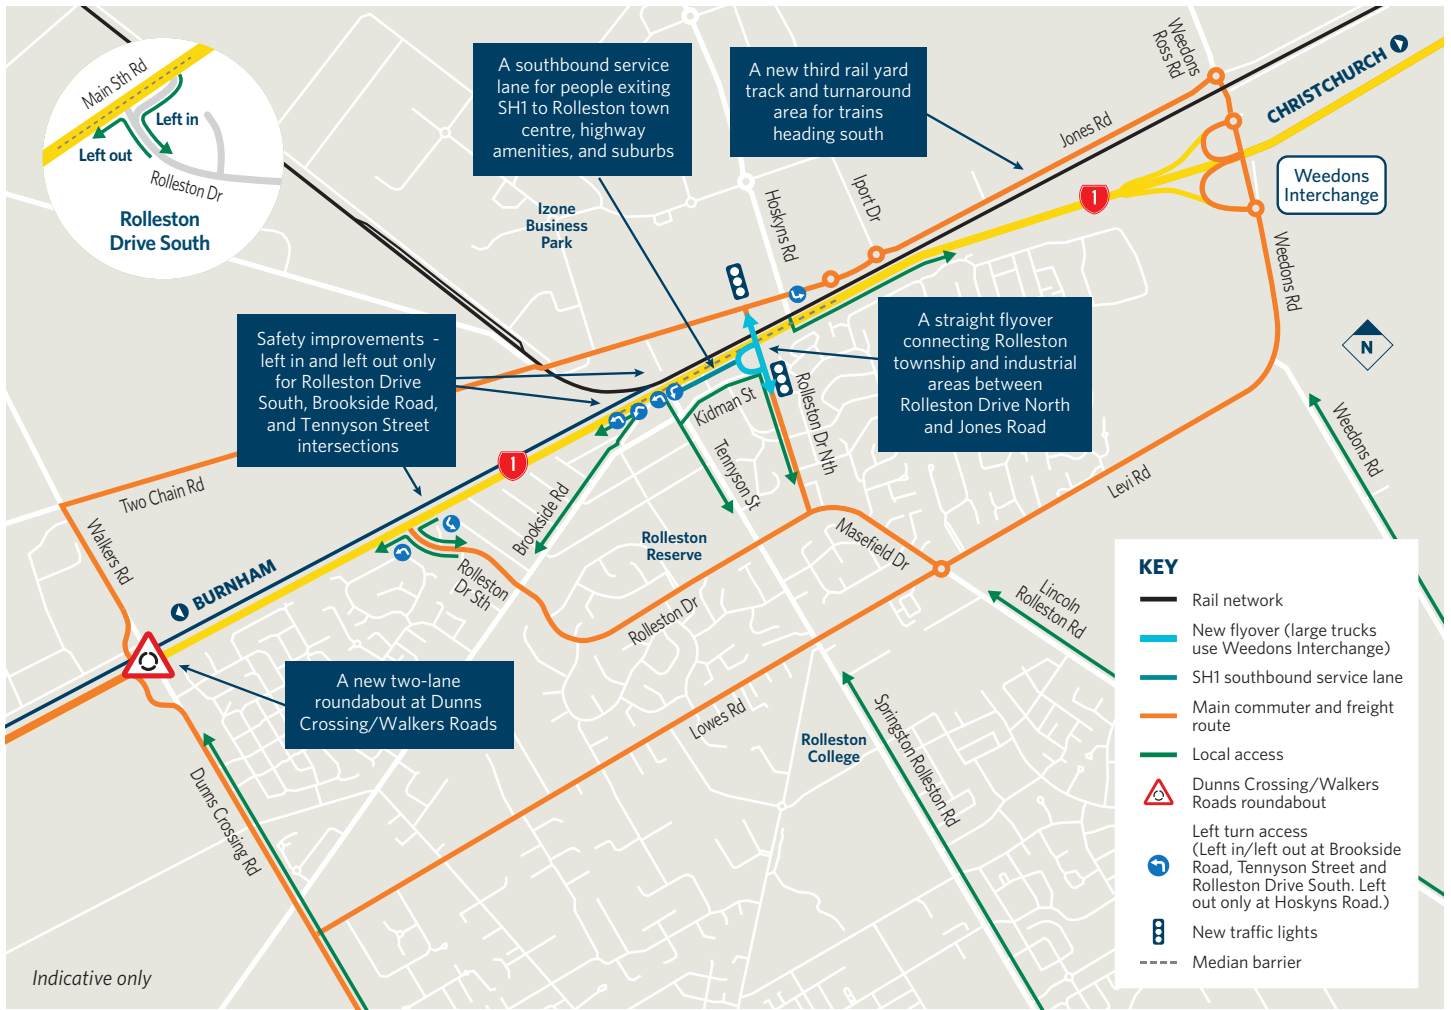 Main Sth Rd
Left in
Left out
Rolleston Dr
Rolleston
Drive South
A southbound service
lane for people exiting
SH1 to Rolleston town
centre, highway
amenities, and suburbs
A new third rail yard
track and turnaround
area for trains
heading south
Weedons
Ross Rd
CHRISTCHURCH
Jones Rd
Weedons
Interchange
1
Iport Dr
Hoskyns Rd
Izone
Business
Park
Weedons Rd
N
Safety improvements -
left in and left out only
for Rolleston Drive
South, Brookside Road,
and Tennyson Street
intersections
A straight flyover
connecting Rolleston
township and industrial
areas between
Rolleston Drive North
and Jones Road
Kidman St
Rolleston Dr Nth
Tennyson St
1
Weedons Rd
Levi Rd
Two Chain Rd
Walkers Rd
Brookside Rd
Rolleston
Reserve
Masefield Dr
BURNHAM
Rolleston
Dr Sth
Rolleston Dr
Lincoln
Rolleston Rd
A new two-lane
roundabout at Dunns
Crossing/Walkers Roads
Lowes Rd
Rolleston
College
Springston Rolleston Rd
Dunns Crossing Rd
Indicative only
KEY
Rail network
New flyover (large trucks
use Weedons Interchange)
SH1 southbound service lane
Main commuter and freight
route
Local access
Dunns Crossing/Walkers
Roads roundabout
Left turn access
(Left in/left out at Brookside
Road, Tennyson Street and
Rolleston Drive South. Left
out only at Hoskyns Road.)
New traffic lights
Median barrier